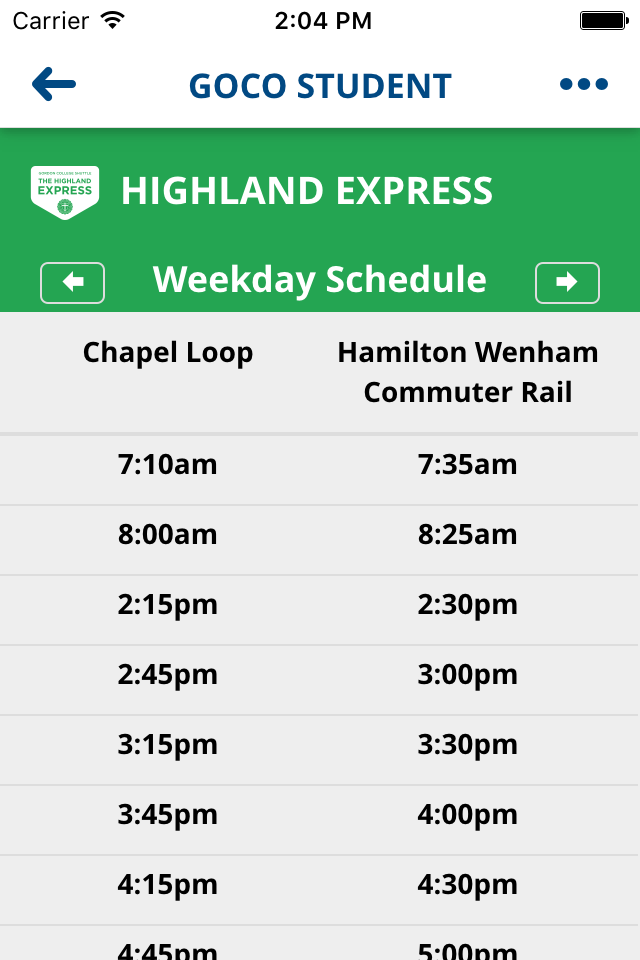 Carrier 2:04 PM
GOCO STUDENT
GORDON COLLEGE SHUTTLE
THE HIGHLAND
EXPRESS
HIGHLAND EXPRESS
Weekday Schedule
Chapel Loop Hamilton Wenham
Commuter Rail
7:10am 7:35am
8:00am 8:25am
2:15pm 2:30pm
2:45pm 3:00pm
3:15pm 3:30pm
3:45pm 4:00pm
4:15pm 4:30pm
4:45pm 5:00pm